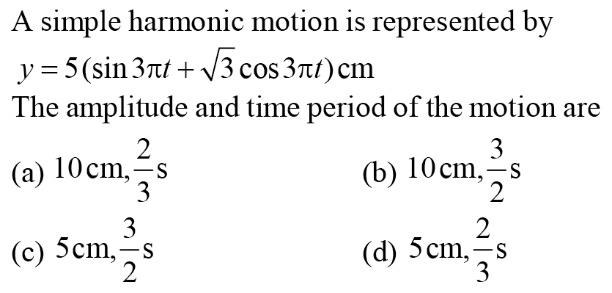 A simple harmonic motion is represented by
y = 5(sin 3πt + √3 cos 3πt) cm
The amplitude and time period of the motion are
(a) 10 cm, 2/3 s (b) 10 cm, 3/2 s
(c) 5 cm, 3/2 s (d) 5 cm, 2/3 s